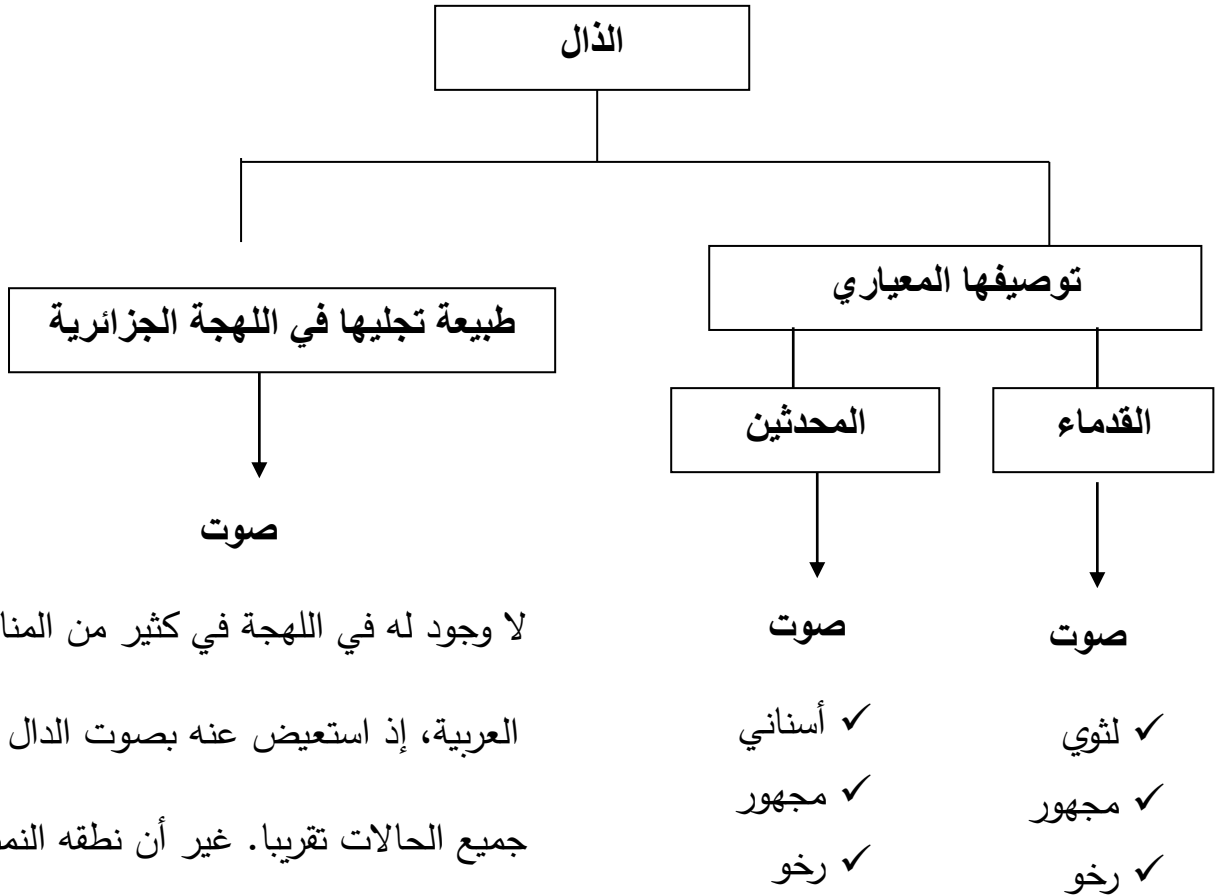 الذال
توصيفها المعياري
طبيعة تجليها في اللهجة الجزائرية
القدماء
المحدثين
صوت
✓ لثوي
✓ مجهور
✓ رخو
صوت
✓ أسناني
✓ مجهور
✓ رخو
صوت
لا وجود له في اللهجة في كثير من
العربية، إذ استعيض عنه بصوت الدال
جميع الحالات تقريبا. غير أن نطقه